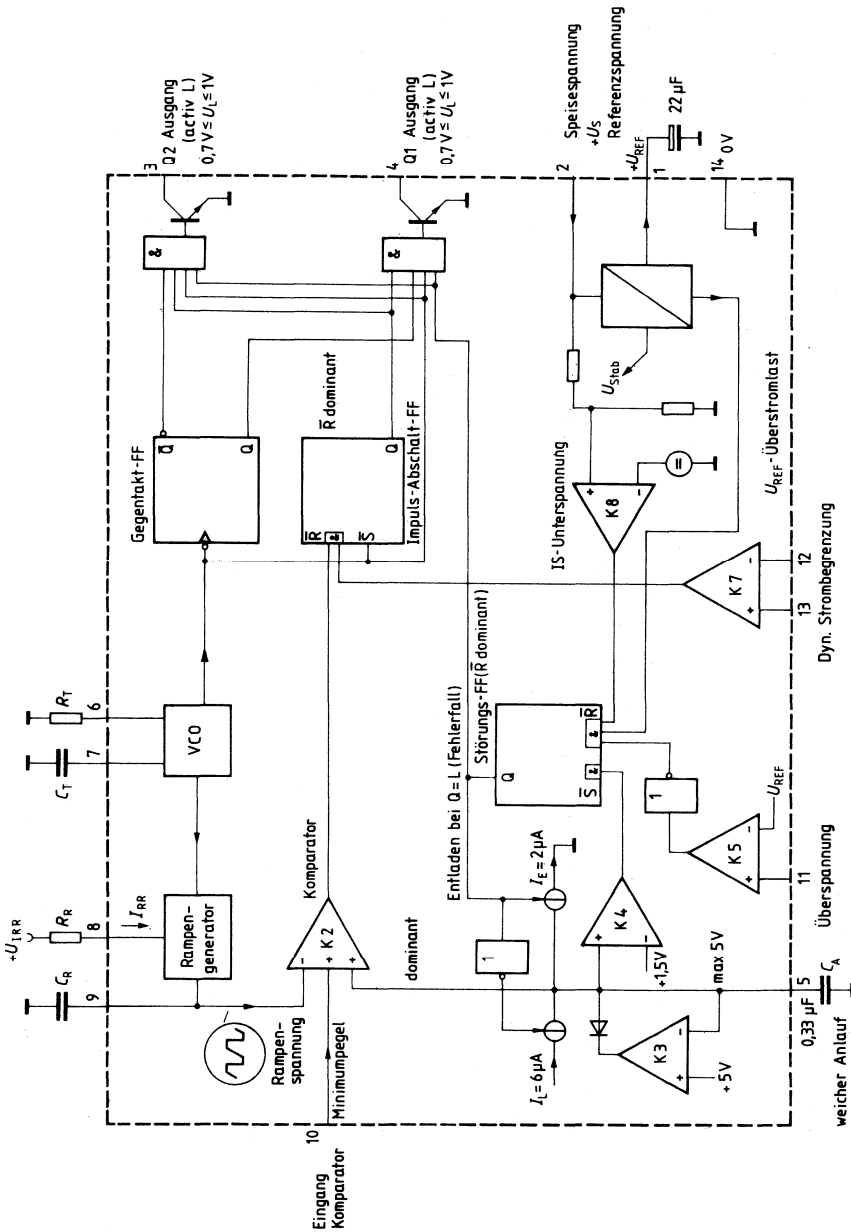 +U_IRR
C_R
R_R
C_T
R_T
9
8
I_RR
7
6
Rampen-
generator
VCO
Gegentakt-FF
Q̅
Q
&
3
Q2 Ausgang
(activ L)
0,7 V ≤ U_L ≤ 1V
Rampen-
spannung
10
Eingang
Komparator
Minimumpegel
-
+
+
K2
Komparator
dominant
R̅
&
S̅
Q
R̅ dominant
Impuls-Abschalt-FF
&
4
Q1 Ausgang
(activ L)
0,7 V ≤ U_L ≤ 1V
Entladen bei Q=L (Fehlerfall)
Störungs-FF (R̅ dominant)
Q
S̅
&
&
R̅
1
I_L=6µA
I_E=2µA
IS-Unterspannung
+
-
K8
=
U_Stab
2
Speisespannung
+U_S
Referenzspannung
+U_REF
1
22 µF
14
0V
U_REF-Überstromlast
K3
+
-
+5V
max 5V
K4
+
-
+1,5V
1
K5
+
-
U_REF
K7
+
-
5
0,33 µF
C_A
weicher Anlauf
11
Überspannung
13
12
Dyn. Strombegrenzung